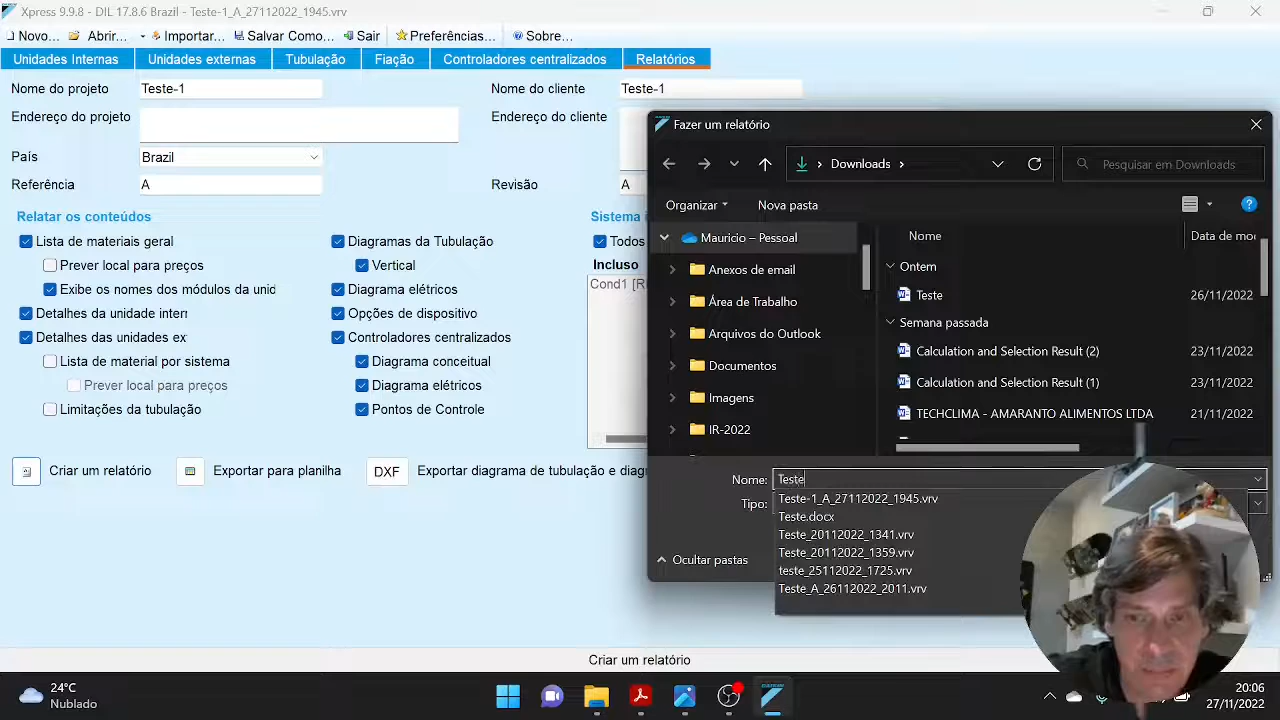 Xpress 9.9.8 - DIL 17.8.6 Brazil - Teste-1_A_27112022_1945.vrv
Novo... Abrir... Importar... Salvar Como... Sair Preferências... Sobre...
Unidades Internas Unidades externas Tubulação Fiação Controladores centralizados Relatórios
Nome do projeto Teste-1 Nome do cliente Teste-1
Endereço do projeto Endereço do cliente
País Brazil
Referência A Revisão A
Relatar os conteúdos Sistema
Lista de materiais geral Diagramas da Tubulação Todos
Prever local para preços Vertical Incluso
Exibe os nomes dos módulos da unid Diagrama elétricos Cond1
Detalhes da unidade inter Opções de dispositivo
Detalhes das unidades ex Controladores centralizados
Lista de material por sistema Diagrama conceitual
Prever local para preços Diagrama elétricos
Limitações da tubulação Pontos de Controle
Criar um relatório Exportar para planilha DXF Exportar diagrama de tubulação e diag
Fazer um relatório
Downloads Pesquisar em Downloads
Organizar Nova pasta
Mauricio – Pessoal
Anexos de email
Área de Trabalho
Arquivos do Outlook
Documentos
Imagens
IR-2022
Nome Data de mo
Ontem
Teste 26/11/2022
Semana passada
Calculation and Selection Result (2) 23/11/2022
Calculation and Selection Result (1) 23/11/2022
TECHCLIMA - AMARANTO ALIMENTOS LTDA 21/11/2022
Nome: Teste
Tipo:
Teste-1_A_27112022_1945.vrv
Teste.docx
Teste_20112022_1341.vrv
Teste_20112022_1359.vrv
teste_25112022_1725.vrv
Teste_A_26112022_2011.vrv
Ocultar pastas
Criar um relatório
24°C
Nublado
20:06
27/11/2022